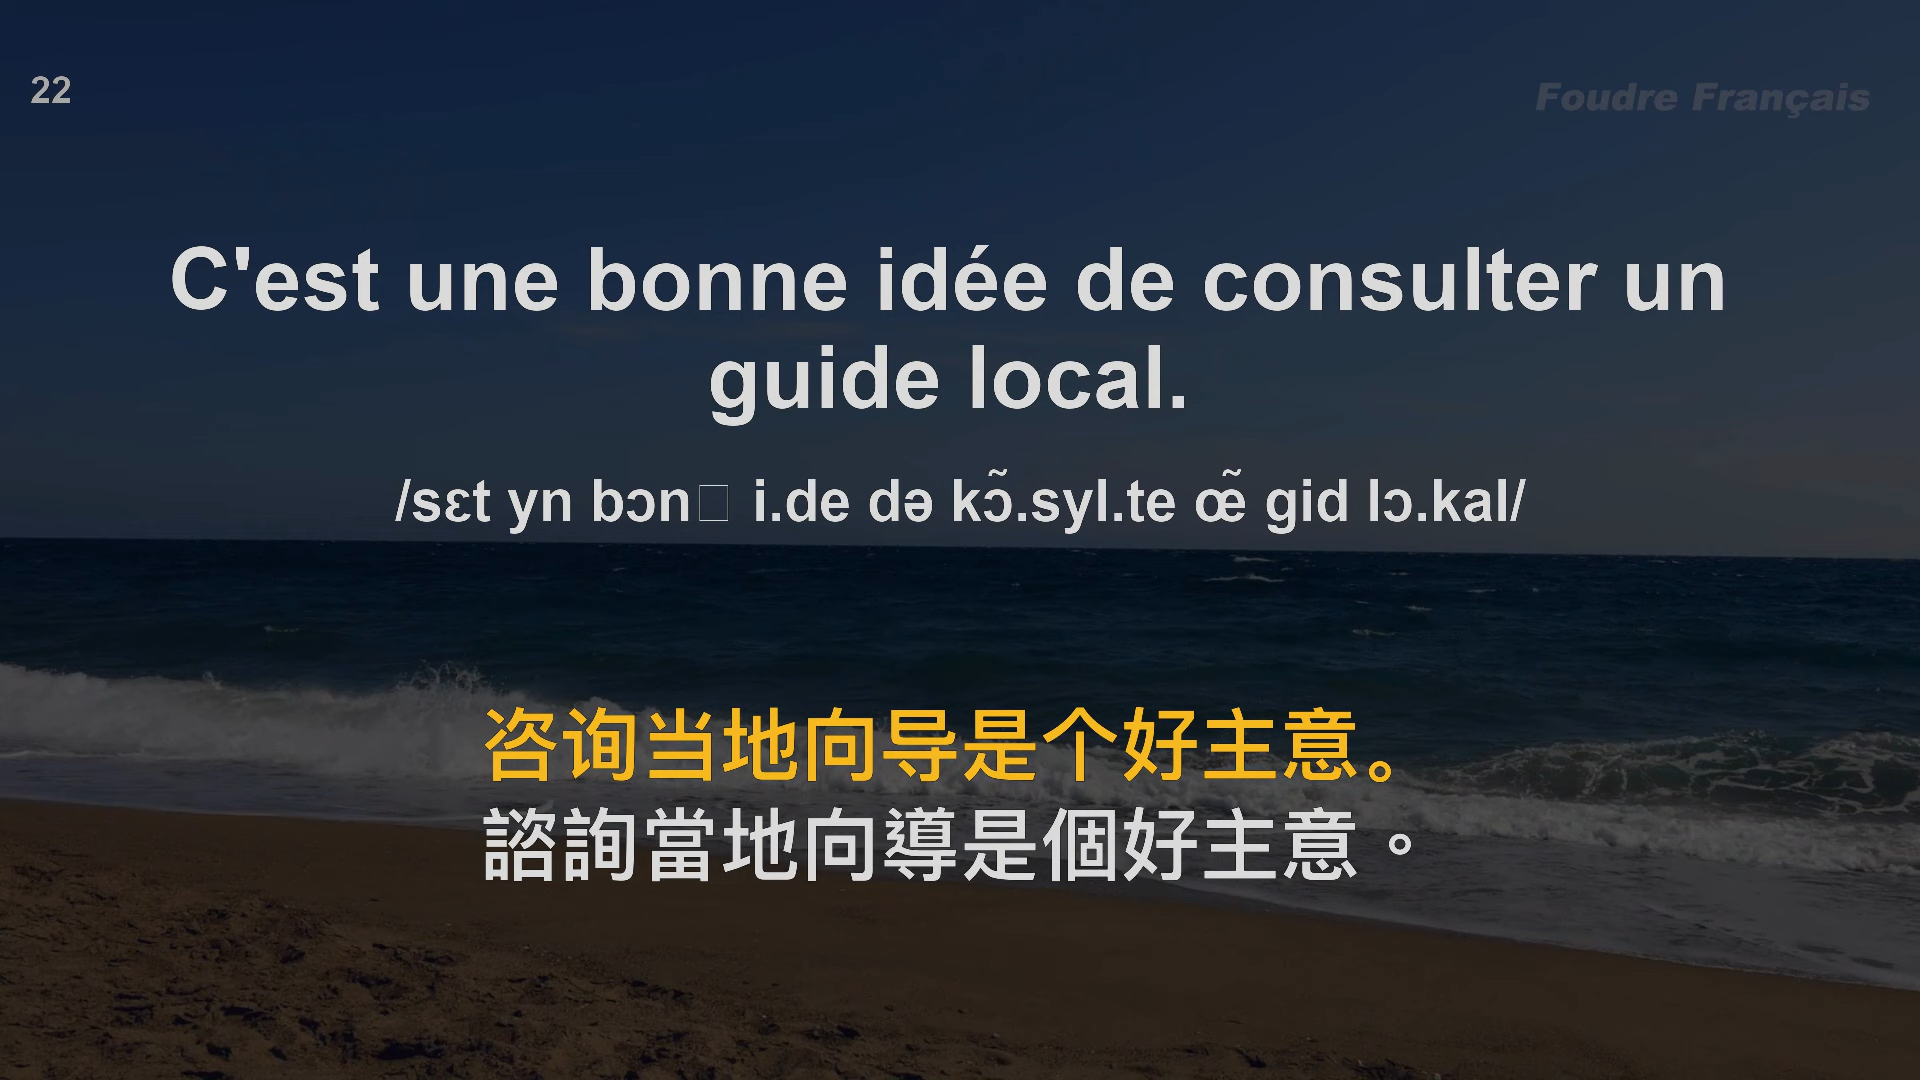 22
Foudre Français
C'est une bonne idée de consulter un
guide local.
/sɛt yn bɔn□ i.de də kɔ̃.syl.te œ̃ gid lɔ.kal/
咨询当地向导是个好主意。
諮詢當地向導是個好主意。